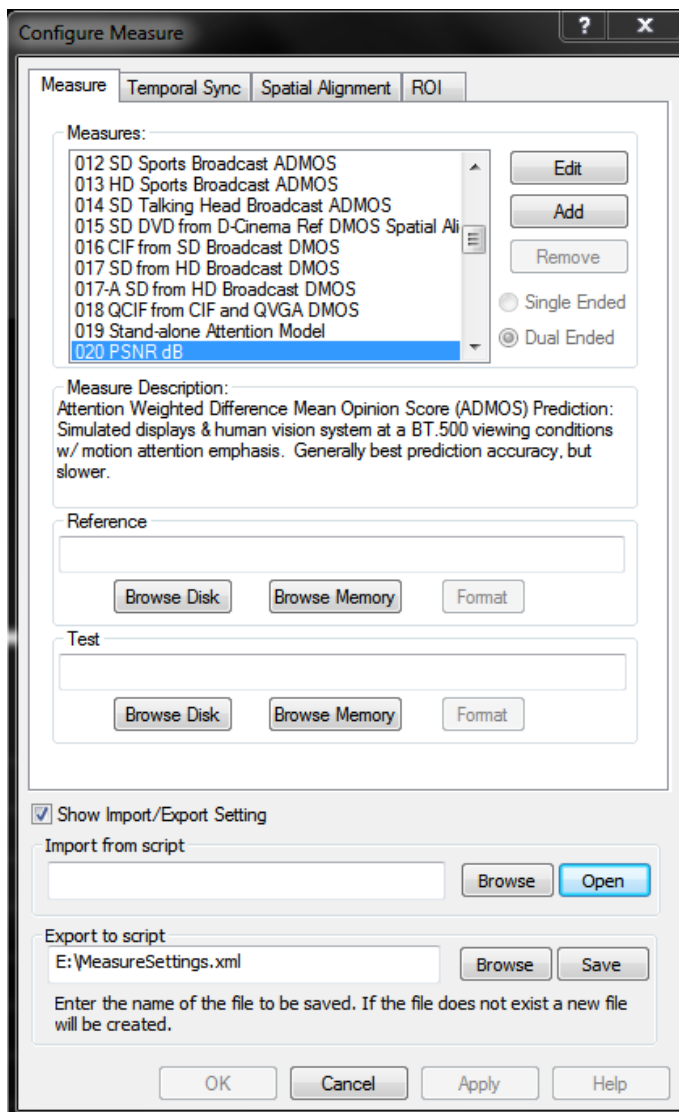 Configure Measure
Measure
Temporal Sync
Spatial Alignment
ROI
Measures:
012 SD Sports Broadcast ADMOS
013 HD Sports Broadcast ADMOS
014 SD Talking Head Broadcast ADMOS
015 SD DVD from D-Cinema Ref DMOS Spatial Ali
016 CIF from SD Broadcast DMOS
017 SD from HD Broadcast DMOS
017-A SD from HD Broadcast DMOS
018 QCIF from CIF and QVGA DMOS
019 Stand-alone Attention Model
020 PSNR dB
Edit
Add
Remove
Single Ended
Dual Ended
Measure Description:
Attention Weighted Difference Mean Opinion Score (ADMOS) Prediction:
Simulated displays & human vision system at a BT.500 viewing conditions
w/ motion attention emphasis.  Generally best prediction accuracy, but
slower.
Reference
Browse Disk
Browse Memory
Format
Test
Browse Disk
Browse Memory
Format
Show Import/Export Setting
Import from script
Browse
Open
Export to script
E:\MeasureSettings.xml
Browse
Save
Enter the name of the file to be saved. If the file does not exist a new file
will be created.
OK
Cancel
Apply
Help